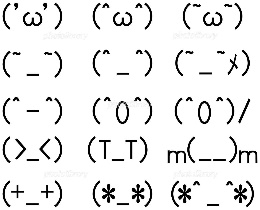 ('ω') (^ω^) (~ω~)
(~_~) (^_^) (~_~メ)
(^-^) (^0^) (^0^)/
(>_<) (T_T) m(__)m
(+_+) (*_*) (*^_^*)